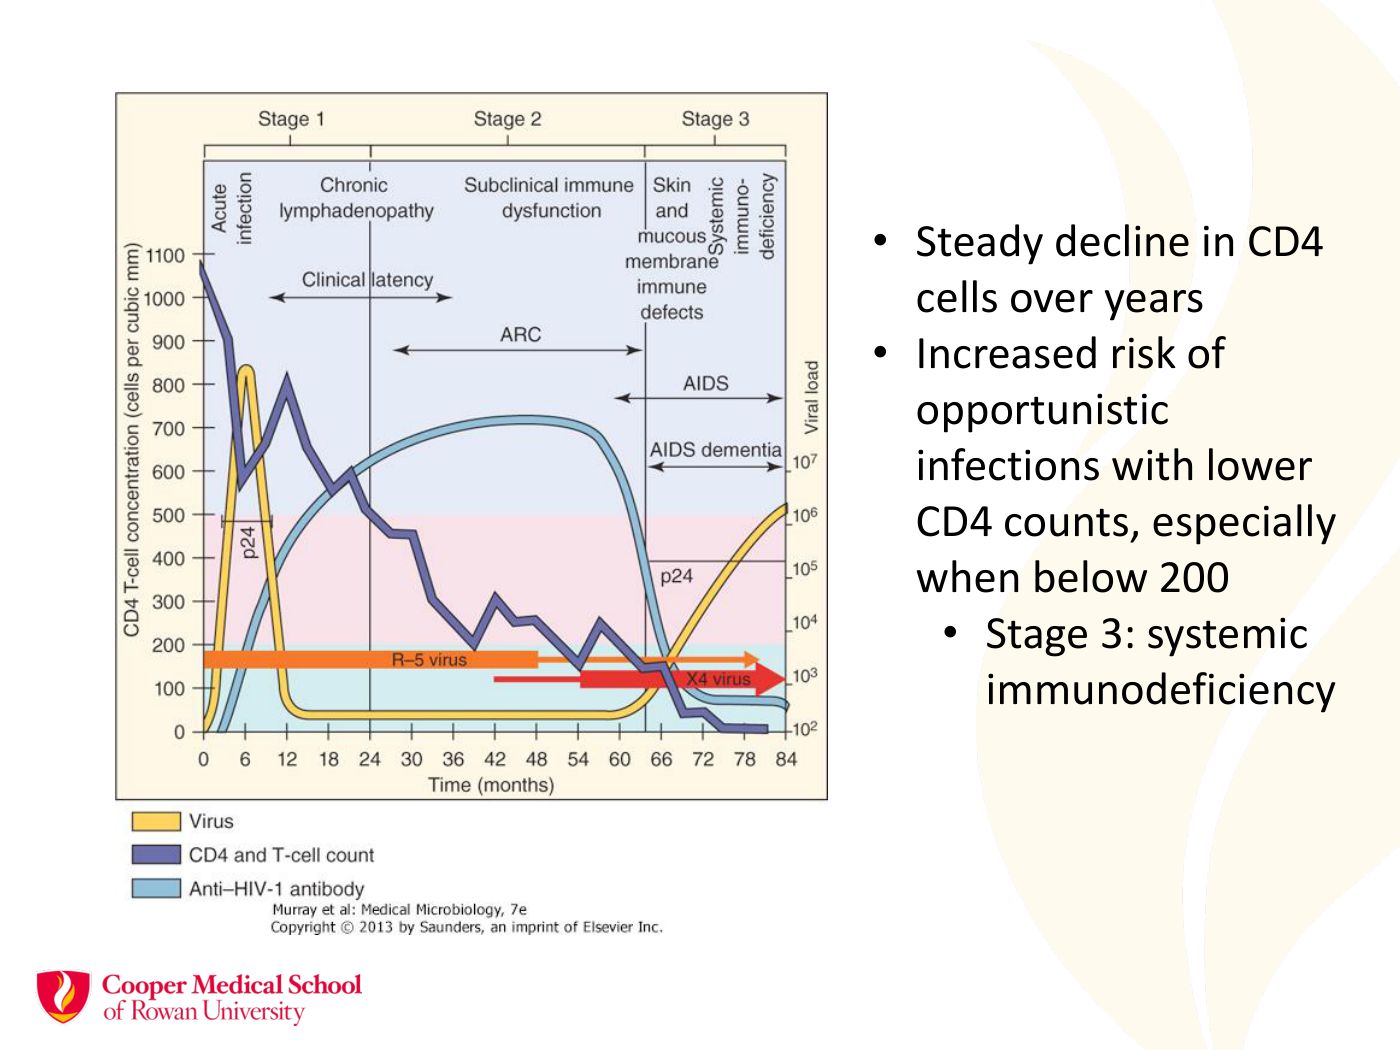 Stage 1
Stage 2
Stage 3
Acute
infection
Chronic
lymphadenopathy
Subclinical immune
dysfunction
Skin
and
mucous
membrane
immune
defects
Systemic
immuno-
deficiency
Clinical latency
ARC
AIDS
AIDS dementia
CD4 T-cell concentration (cells per cubic mm)
1100
1000
900
800
700
600
500
400
300
200
100
0
p24
p24
R–5 virus
X4 virus
Viral load
10⁷
10⁶
10⁵
10⁴
10³
10²
0 6 12 18 24 30 36 42 48 54 60 66 72 78 84
Time (months)
Virus
CD4 and T-cell count
Anti–HIV-1 antibody
Murray et al: Medical Microbiology, 7e
Copyright © 2013 by Saunders, an imprint of Elsevier Inc.
• Steady decline in CD4
cells over years
• Increased risk of
opportunistic
infections with lower
CD4 counts, especially
when below 200
• Stage 3: systemic
immunodeficiency
Cooper Medical School
of Rowan University